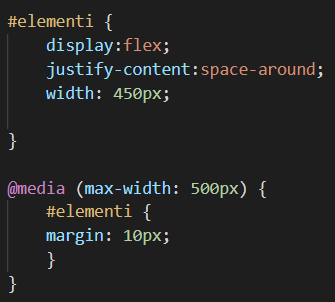 #elementi {
display:flex;
justify-content:space-around;
width: 450px;
}
@media (max-width: 500px) {
#elementi {
margin: 10px;
}
}